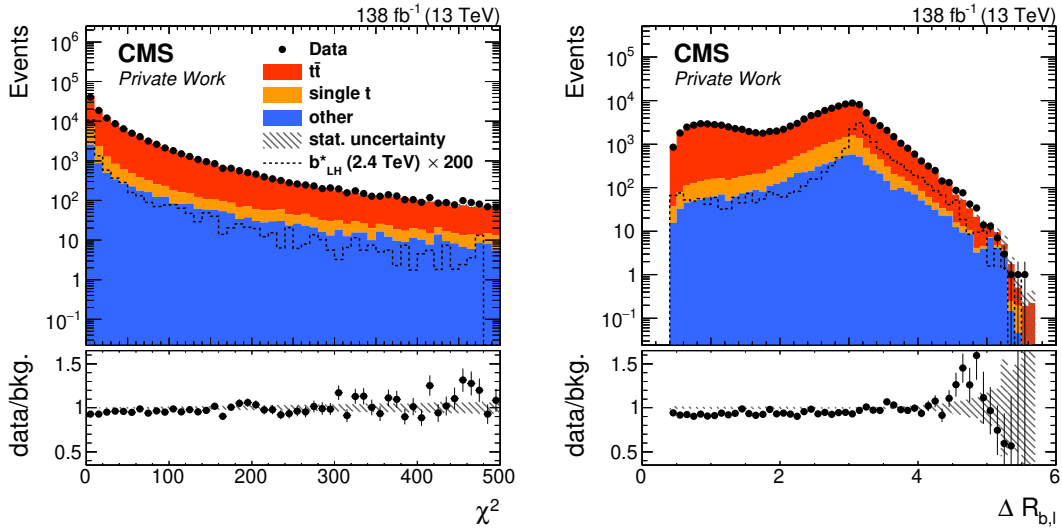 138 fb⁻¹ (13 TeV)
CMS
Private Work
Data
tt̄
single t
other
stat. uncertainty
b*LH (2.4 TeV) × 200
Events
10⁶
10⁵
10⁴
10³
10²
10
1
10⁻¹
data/bkg.
1.5
1
0.5
0 100 200 300 400 500
χ²
138 fb⁻¹ (13 TeV)
CMS
Private Work
Events
10⁵
10⁴
10³
10²
10
1
10⁻¹
data/bkg.
1.5
1
0.5
0 2 4 6
Δ R b,l